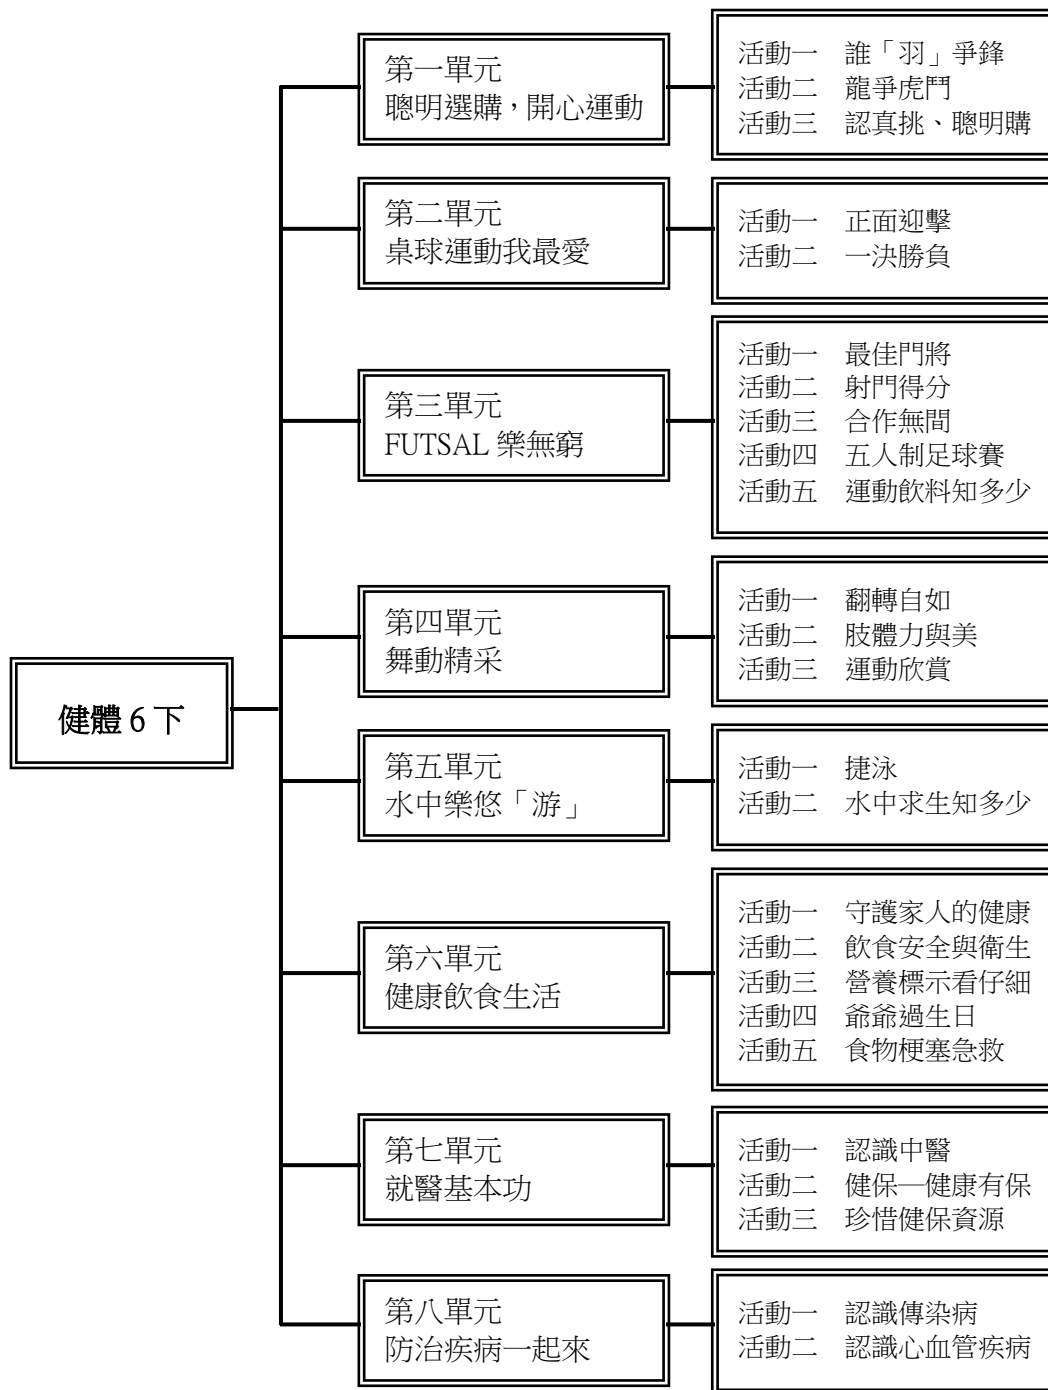 健體 6 下
第一單元
聰明選購，開心運動
活動一　誰「羽」爭鋒
活動二　龍爭虎鬥
活動三　認真挑、聰明購
第二單元
桌球運動我最愛
活動一　正面迎擊
活動二　一決勝負
第三單元
FUTSAL 樂無窮
活動一　最佳門將
活動二　射門得分
活動三　合作無間
活動四　五人制足球賽
活動五　運動飲料知多少
第四單元
舞動精采
活動一　翻轉自如
活動二　肢體力與美
活動三　運動欣賞
第五單元
水中樂悠「游」
活動一　捷泳
活動二　水中求生知多少
第六單元
健康飲食生活
活動一　守護家人的健康
活動二　飲食安全與衛生
活動三　營養標示看仔細
活動四　爺爺過生日
活動五　食物梗塞急救
第七單元
就醫基本功
活動一　認識中醫
活動二　健保─健康有保
活動三　珍惜健保資源
第八單元
防治疾病一起來
活動一　認識傳染病
活動二　認識心血管疾病